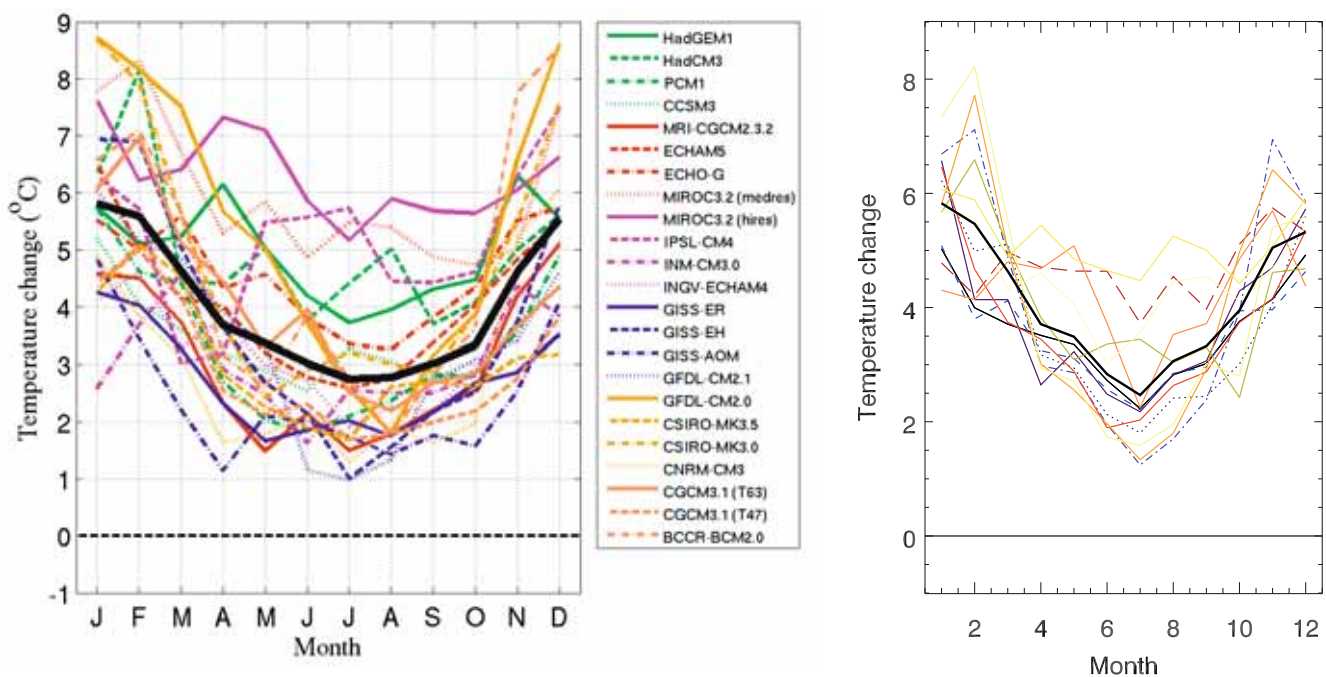 9
8
7
6
5
4
3
2
1
0
-1
Temperature change (°C)
J F M A M J J A S O N D
Month
HadGEM1
HadCM3
PCM1
CCSM3
MRI-CGCM2.3.2
ECHAM5
ECHO-G
MIROC3.2 (medres)
MIROC3.2 (hires)
IPSL-CM4
INM-CM3.0
INGV-ECHAM4
GISS-ER
GISS-EH
GISS-AOM
GFDL-CM2.1
GFDL-CM2.0
CSIRO-MK3.5
CSIRO-MK3.0
CNRM-CM3
CGCM3.1 (T63)
CGCM3.1 (T47)
BCCR-BCM2.0
8
6
4
2
0
Temperature change
2 4 6 8 10 12
Month